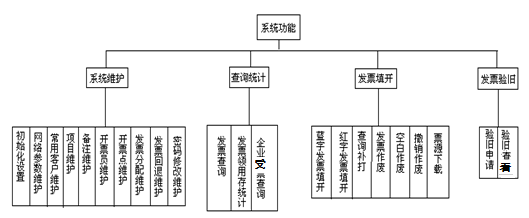 系统功能
系统维护
查询统计
发票填开
发票验旧
初始化设置
网络参数维护
常用客户维护
项目维护
备注维护
开票员维护
开票点维护
发票分配维护
发票回退维护
密码修改维护
发票查询
发票领用存统计
企业受票查询
蓝字发票填开
红字发票填开
查询补打
发票作废
空白作废
撤销作废
票源下载
验旧申请
验旧查看